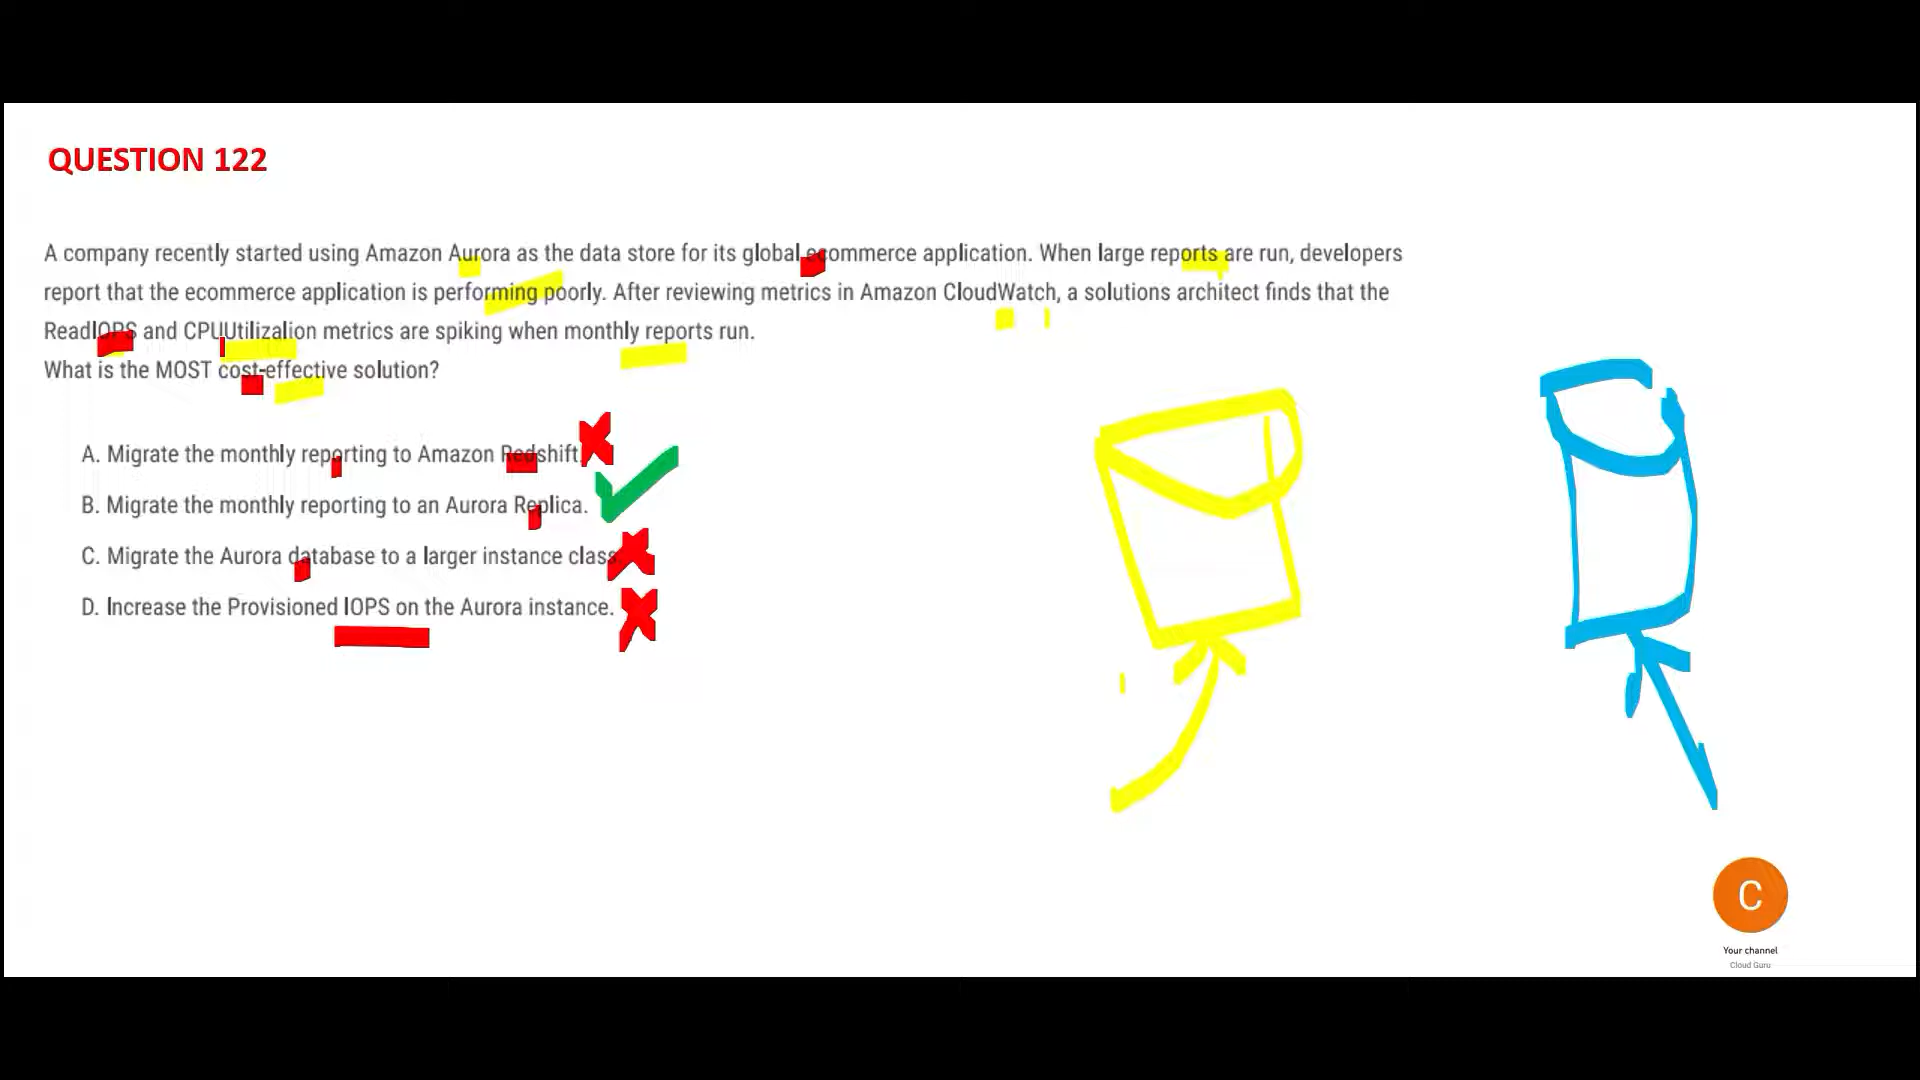 QUESTION 122
A company recently started using Amazon Aurora as the data store for its global ecommerce application. When large reports are run, developers
report that the ecommerce application is performing poorly. After reviewing metrics in Amazon CloudWatch, a solutions architect finds that the
ReadIOPS and CPUUtilizalion metrics are spiking when monthly reports run.
What is the MOST cost-effective solution?
A. Migrate the monthly reporting to Amazon Redshift.
B. Migrate the monthly reporting to an Aurora Replica.
C. Migrate the Aurora database to a larger instance class.
D. Increase the Provisioned IOPS on the Aurora instance.
C
Your channel
Cloud Guru